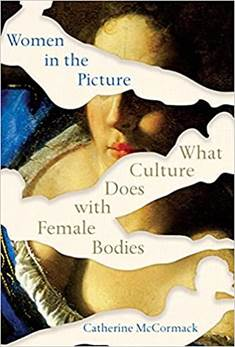 Women
in the
Picture
What
Culture
Does
with
Female
Bodies
Catherine McCormack